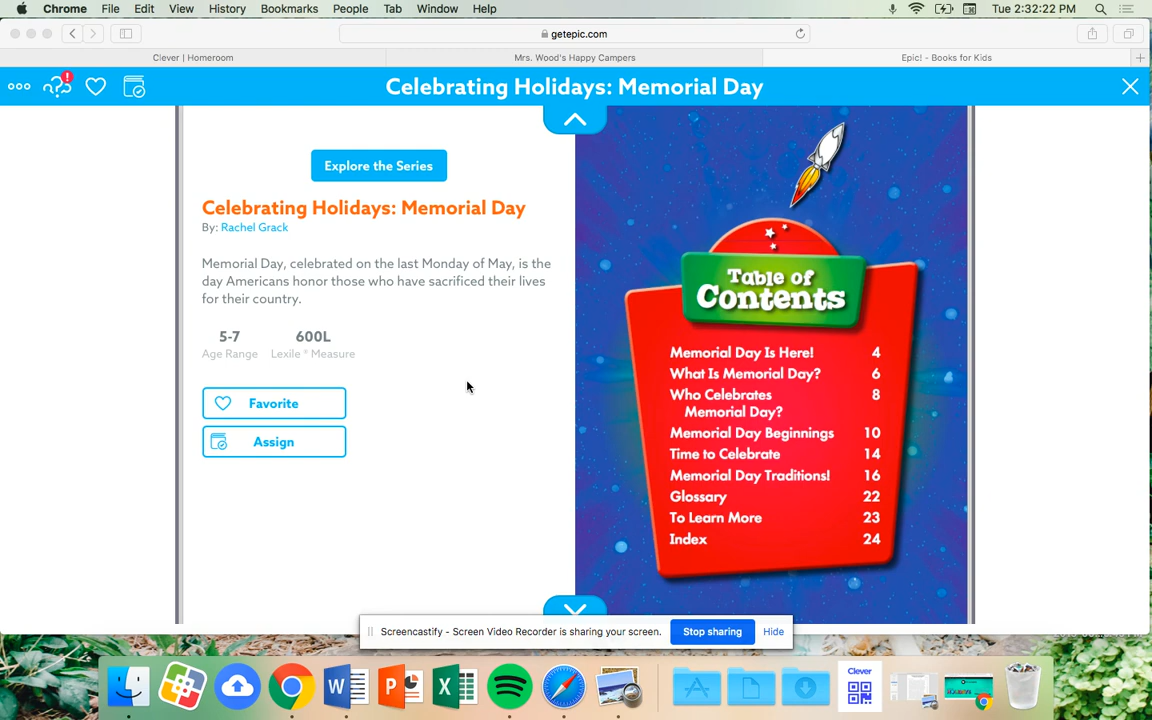 Chrome File Edit View History Bookmarks People Tab Window Help Tue 2:32:22 PM
getepic.com
Clever | Homeroom Mrs. Wood's Happy Campers Epic! - Books for Kids
Celebrating Holidays: Memorial Day
Explore the Series
Celebrating Holidays: Memorial Day
By: Rachel Grack
Memorial Day, celebrated on the last Monday of May, is the
day Americans honor those who have sacrificed their lives
for their country.
5-7 600L
Age Range Lexile ® Measure
Favorite
Assign
Table of
Contents
Memorial Day Is Here! 4
What Is Memorial Day? 6
Who Celebrates 8
Memorial Day?
Memorial Day Beginnings 10
Time to Celebrate 14
Memorial Day Traditions! 16
Glossary 22
To Learn More 23
Index 24
Screencastify - Screen Video Recorder is sharing your screen. Stop sharing Hide
W P X Clever